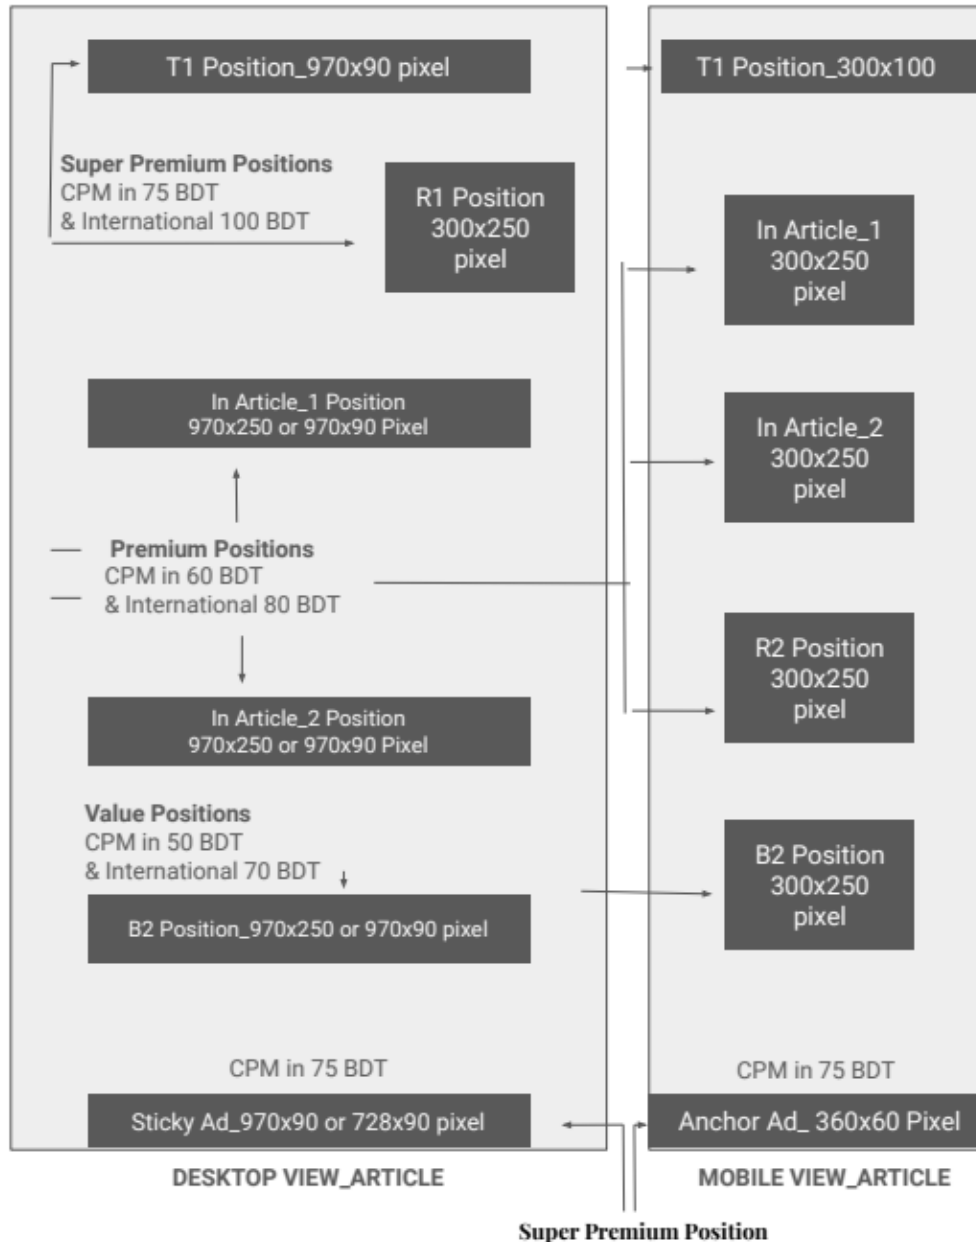 T1 Position_970x90 pixel
Super Premium Positions
CPM in 75 BDT
& International 100 BDT
R1 Position
300x250
pixel
In Article_1 Position
970x250 or 970x90 Pixel
Premium Positions
CPM in 60 BDT
& International 80 BDT
In Article_2 Position
970x250 or 970x90 Pixel
Value Positions
CPM in 50 BDT
& International 70 BDT
B2 Position_970x250 or 970x90 pixel
CPM in 75 BDT
Sticky Ad_970x90 or 728x90 pixel
DESKTOP VIEW_ARTICLE
T1 Position_300x100
In Article_1
300x250
pixel
In Article_2
300x250
pixel
R2 Position
300x250
pixel
B2 Position
300x250
pixel
CPM in 75 BDT
Anchor Ad_ 360x60 Pixel
MOBILE VIEW_ARTICLE
Super Premium Position